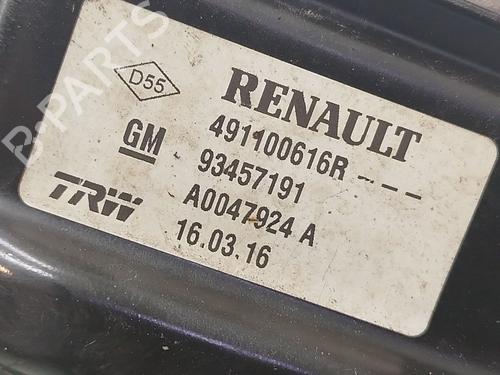 D55
RENAULT
GM
491100616R---
93457191
TRW
A0047924 A
16.03.16
B-PARTS